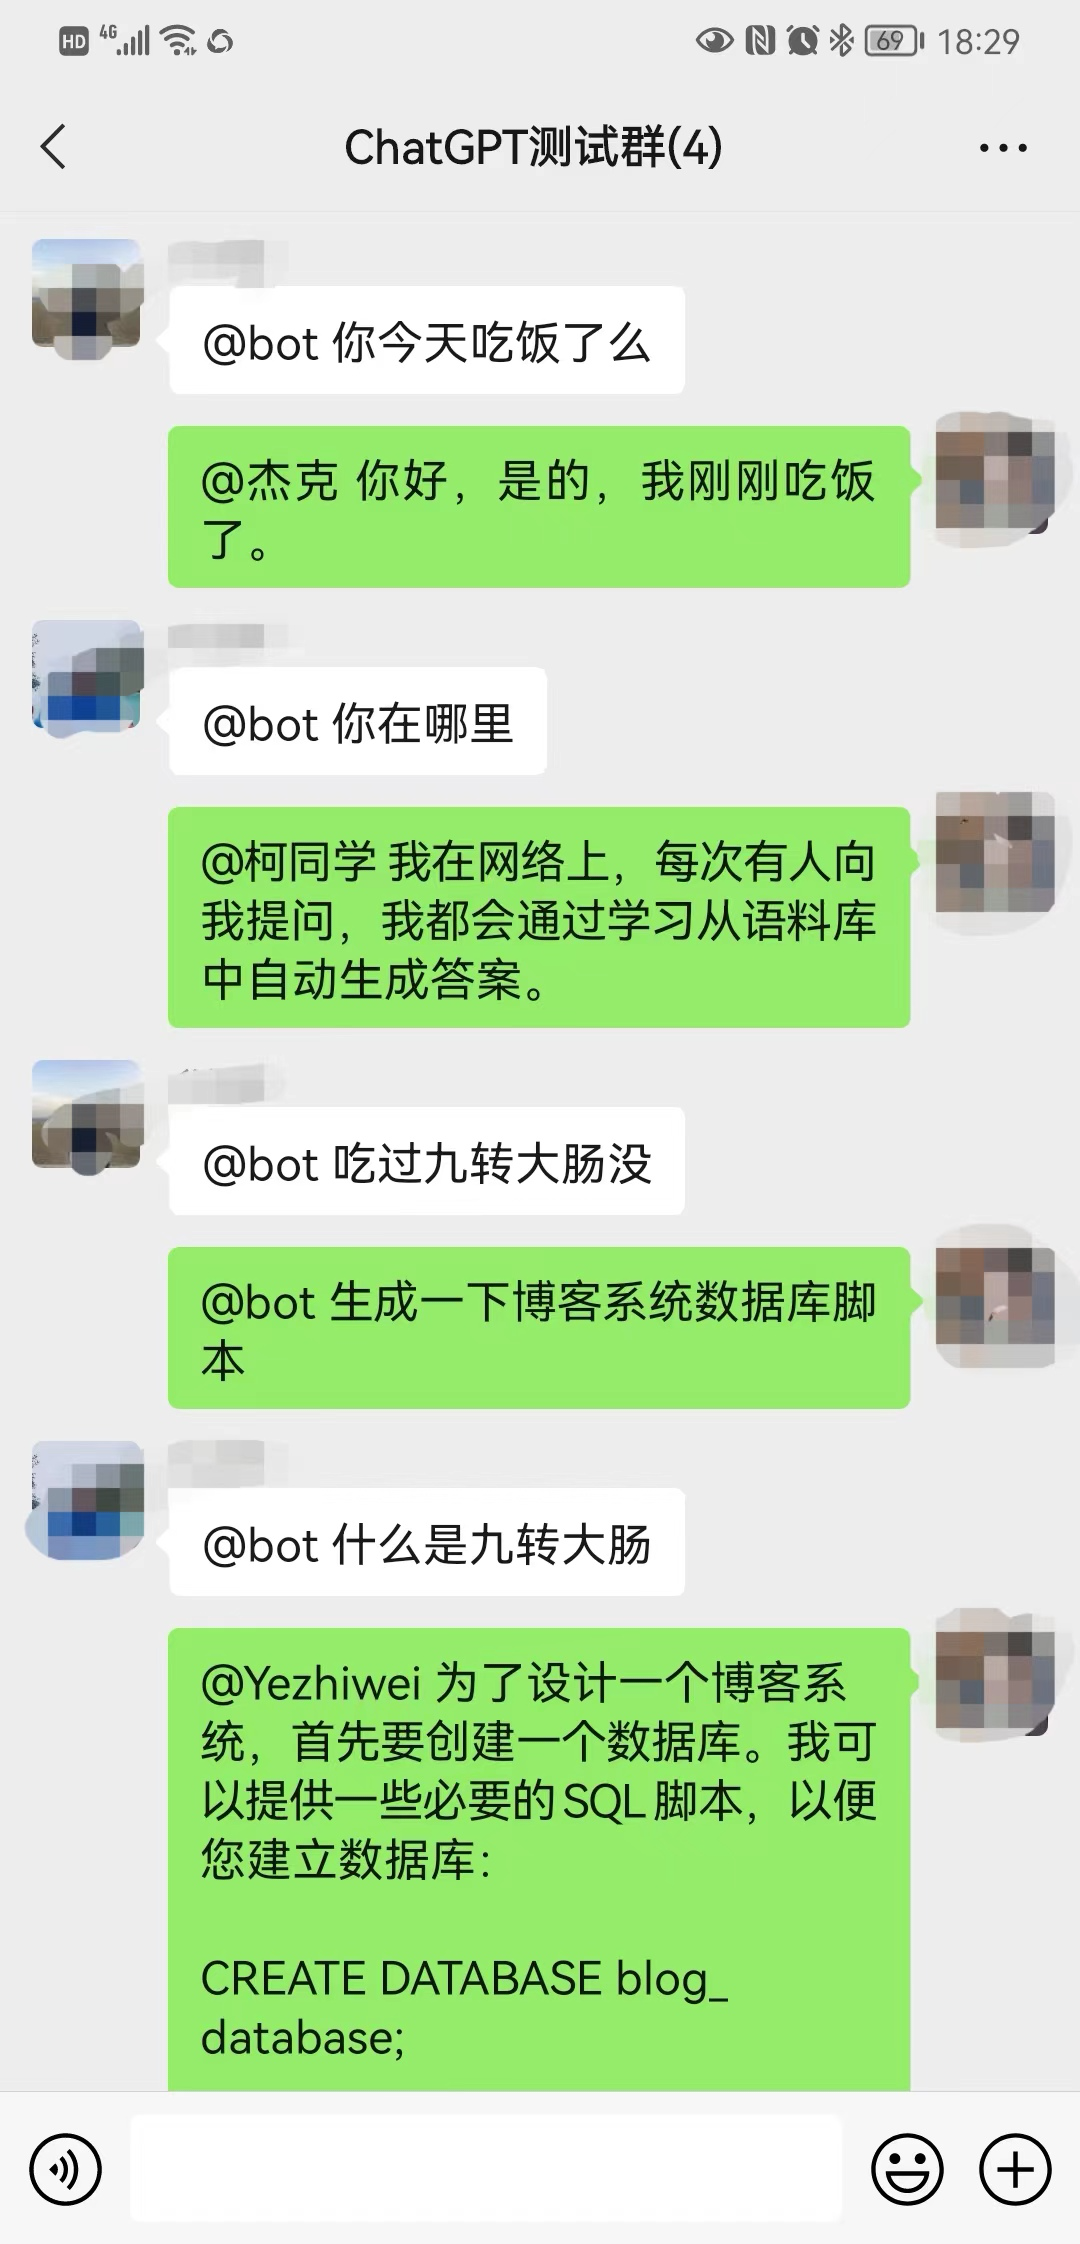 HD 4G 69 18:29
ChatGPT测试群(4)
@bot 你今天吃饭了么
@杰克 你好，是的，我刚刚吃饭
了。
@bot 你在哪里
@柯同学 我在网络上，每次有人向
我提问，我都会通过学习从语料库
中自动生成答案。
@bot 吃过九转大肠没
@bot 生成一下博客系统数据库脚
本
@bot 什么是九转大肠
@Yezhiwei 为了设计一个博客系
统，首先要创建一个数据库。我可
以提供一些必要的SQL脚本，以便
您建立数据库：
CREATE DATABASE blog_
database;